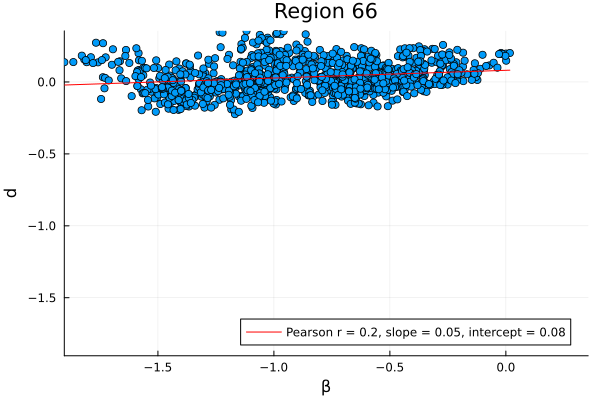 Region 66
d
0.0
−0.5
−1.0
−1.5
Pearson r = 0.2, slope = 0.05, intercept = 0.08
−1.5 −1.0 −0.5 0.0
β